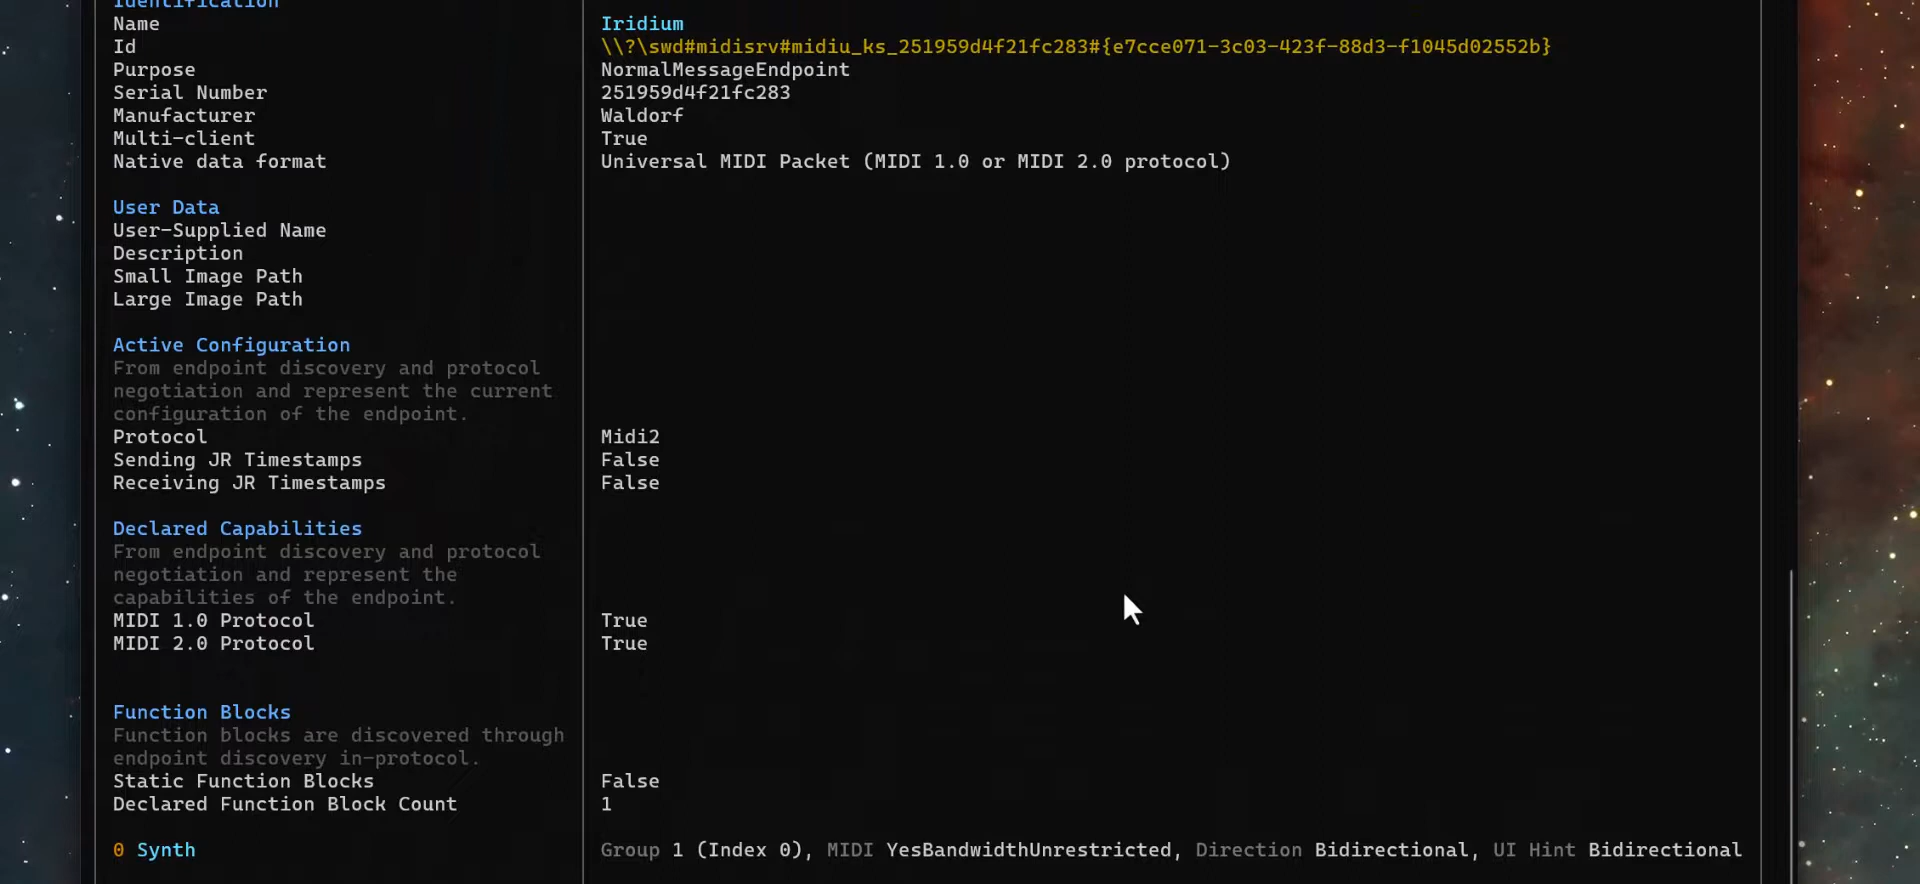 Identification
Name Iridium
Id \\?\swd#midisrv#midiu_ks_251959d4f21fc283#{e7cce071-3c03-423f-88d3-f1045d02552b}
Purpose NormalMessageEndpoint
Serial Number 251959d4f21fc283
Manufacturer Waldorf
Multi-client True
Native data format Universal MIDI Packet (MIDI 1.0 or MIDI 2.0 protocol)
User Data
User-Supplied Name
Description
Small Image Path
Large Image Path
Active Configuration
From endpoint discovery and protocol
negotiation and represent the current
configuration of the endpoint.
Protocol Midi2
Sending JR Timestamps False
Receiving JR Timestamps False
Declared Capabilities
From endpoint discovery and protocol
negotiation and represent the
capabilities of the endpoint.
MIDI 1.0 Protocol True
MIDI 2.0 Protocol True
Function Blocks
Function blocks are discovered through
endpoint discovery in-protocol.
Static Function Blocks False
Declared Function Block Count 1
0 Synth Group 1 (Index 0), MIDI YesBandwidthUnrestricted, Direction Bidirectional, UI Hint Bidirectional